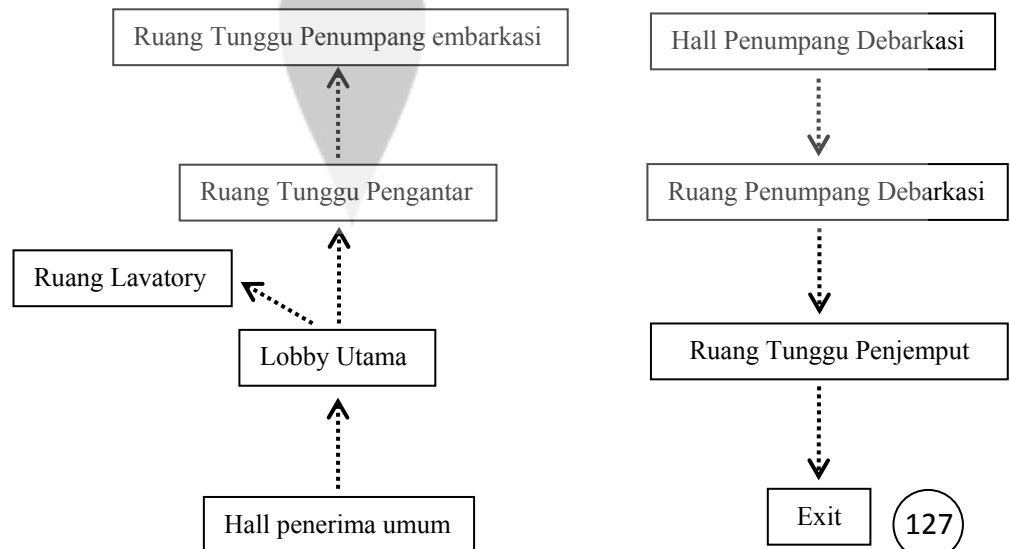 Ruang Tunggu Penumpang embarkasi
Hall Penumpang Debarkasi
Ruang Tunggu Pengantar
Ruang Penumpang Debarkasi
Ruang Lavatory
Lobby Utama
Ruang Tunggu Penjemput
Hall penerima umum
Exit
127